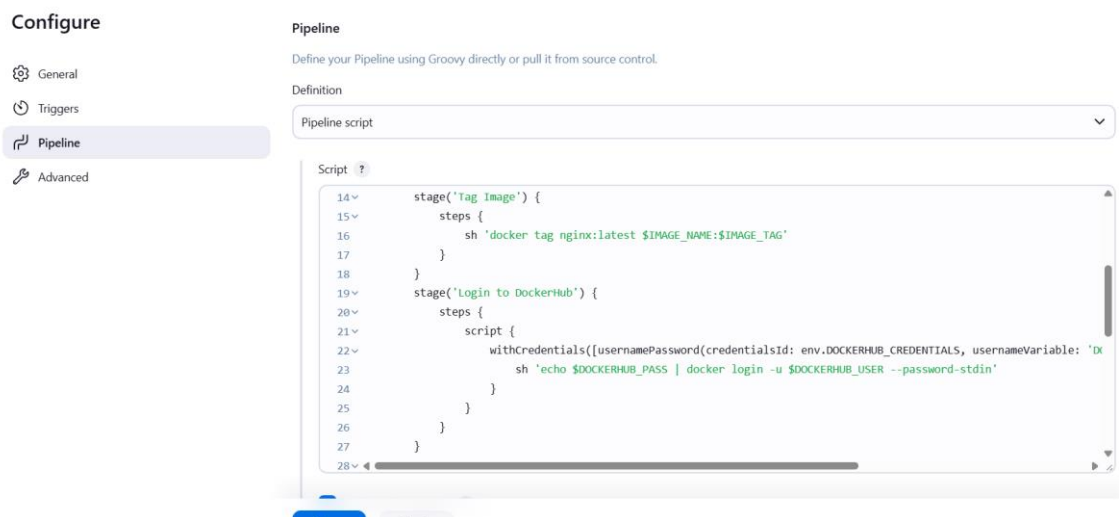 Configure
General
Triggers
Pipeline
Advanced
Pipeline
Define your Pipeline using Groovy directly or pull it from source control.
Definition
Pipeline script
Script ?
14 stage('Tag Image') {
15 steps {
16 sh 'docker tag nginx:latest $IMAGE_NAME:$IMAGE_TAG'
17 }
18 }
19 stage('Login to DockerHub') {
20 steps {
21 script {
22 withCredentials([usernamePassword(credentialsId: env.DOCKERHUB_CREDENTIALS, usernameVariable: 'DO
23 sh 'echo $DOCKERHUB_PASS | docker login -u $DOCKERHUB_USER --password-stdin'
24 }
25 }
26 }
27 }
28